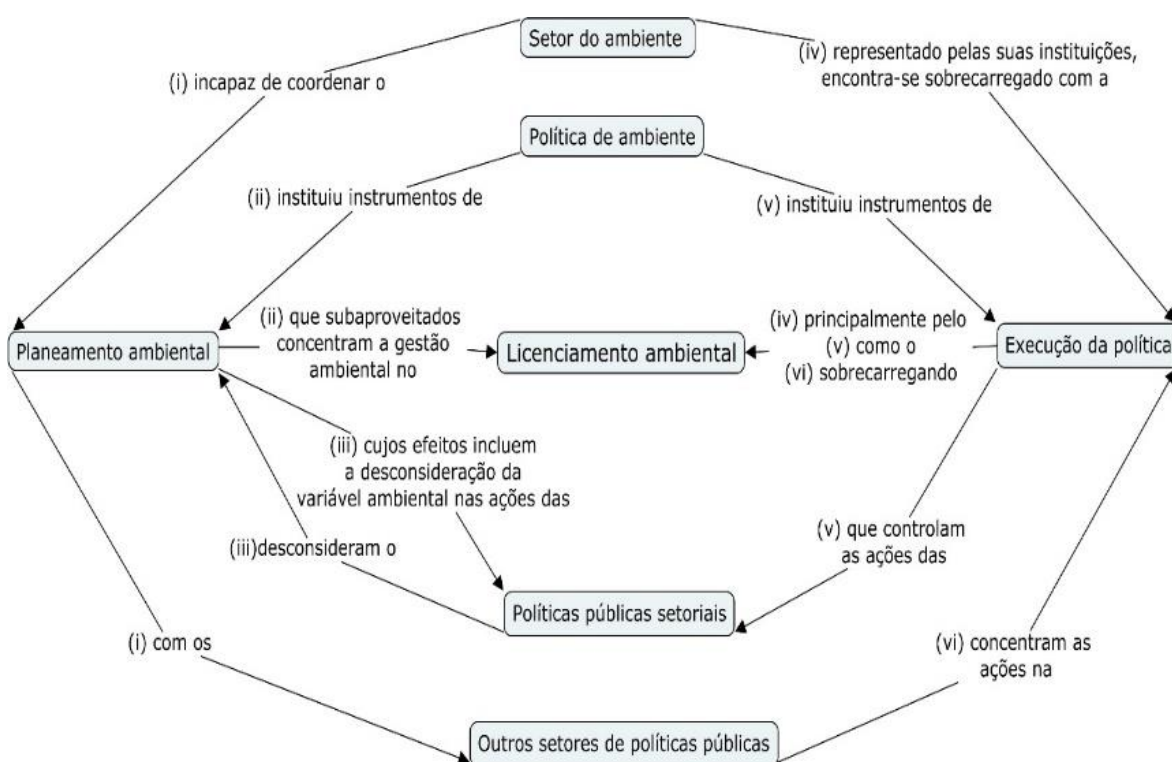 Setor do ambiente
(i) incapaz de coordenar o
(iv) representado pelas suas instituições,
encontra-se sobrecarregado com a
Política de ambiente
(ii) instituiu instrumentos de
(v) instituiu instrumentos de
Planeamento ambiental
(ii) que subaproveitados
concentram a gestão
ambiental no
Licenciamento ambiental
(iv) principalmente pelo
(v) como o
(vi) sobrecarregando
Execução da política
(iii) cujos efeitos incluem
a desconsideração da
variável ambiental nas ações das
(iii)desconsideram o
(v) que controlam
as ações das
Políticas públicas setoriais
(i) com os
(vi) concentram as
ações na
Outros setores de políticas públicas